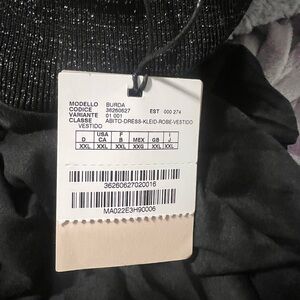 MODELLO BURDA
CODICE 36260627 EST 000 274
VARIANTE 01 001
CLASSE ABITO-DRESS-KLEID-ROBE-VESTIDO
VESTIDO
D USA CA F B MEX GB I
XXL XXL XXL XXG XXL XXL
36260627020016
MA022E3H90006